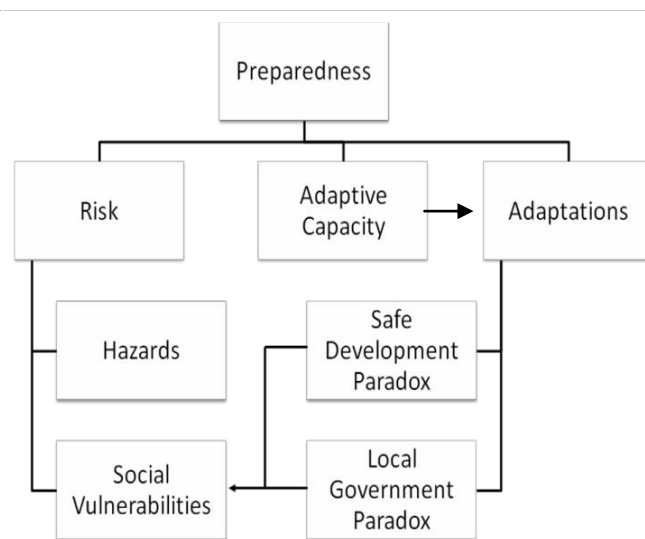 Preparedness
Risk
Adaptive
Capacity
Adaptations
Hazards
Safe
Development
Paradox
Social
Vulnerabilities
Local
Government
Paradox